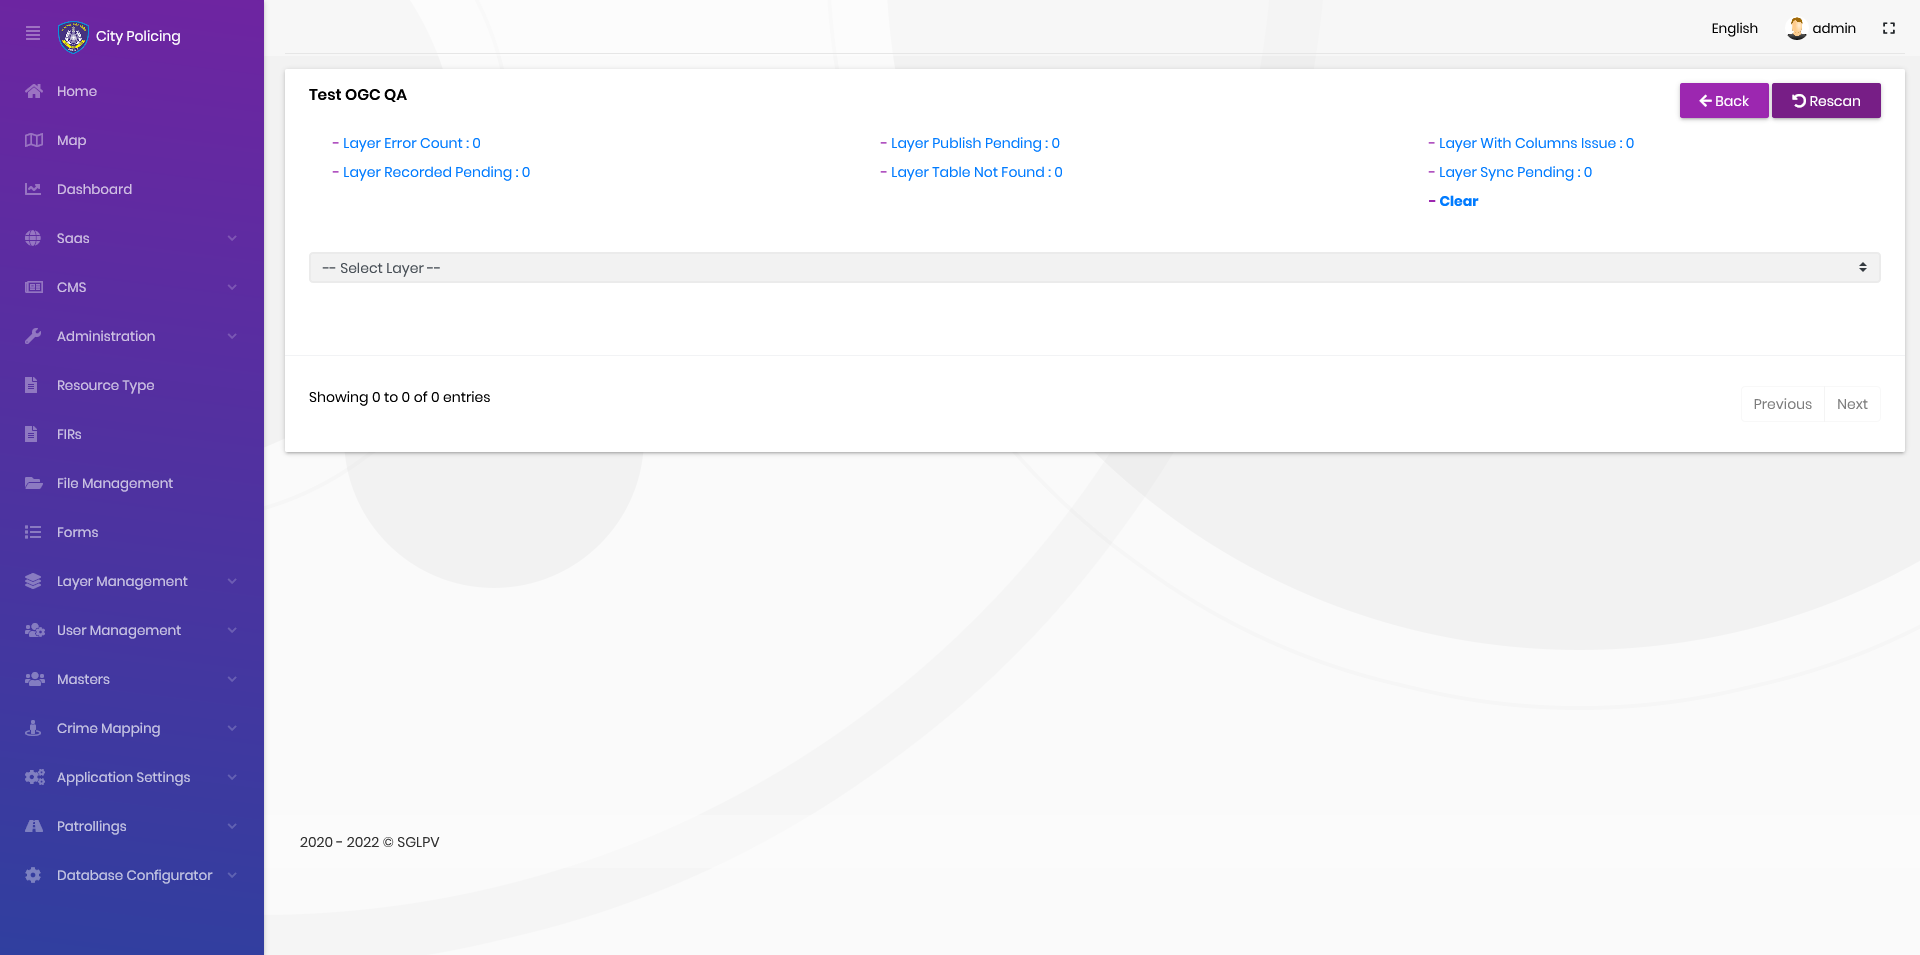 City Policing
Home
Map
Dashboard
Saas
CMS
Administration
Resource Type
FIRs
File Management
Forms
Layer Management
User Management
Masters
Crime Mapping
Application Settings
Patrollings
Database Configurator
English
admin
Test OGC QA
Back
Rescan
- Layer Error Count : 0
- Layer Publish Pending : 0
- Layer With Columns Issue : 0
- Layer Recorded Pending : 0
- Layer Table Not Found : 0
- Layer Sync Pending : 0
- Clear
-- Select Layer --
Showing 0 to 0 of 0 entries
Previous
Next
2020 - 2022 © SGLPV